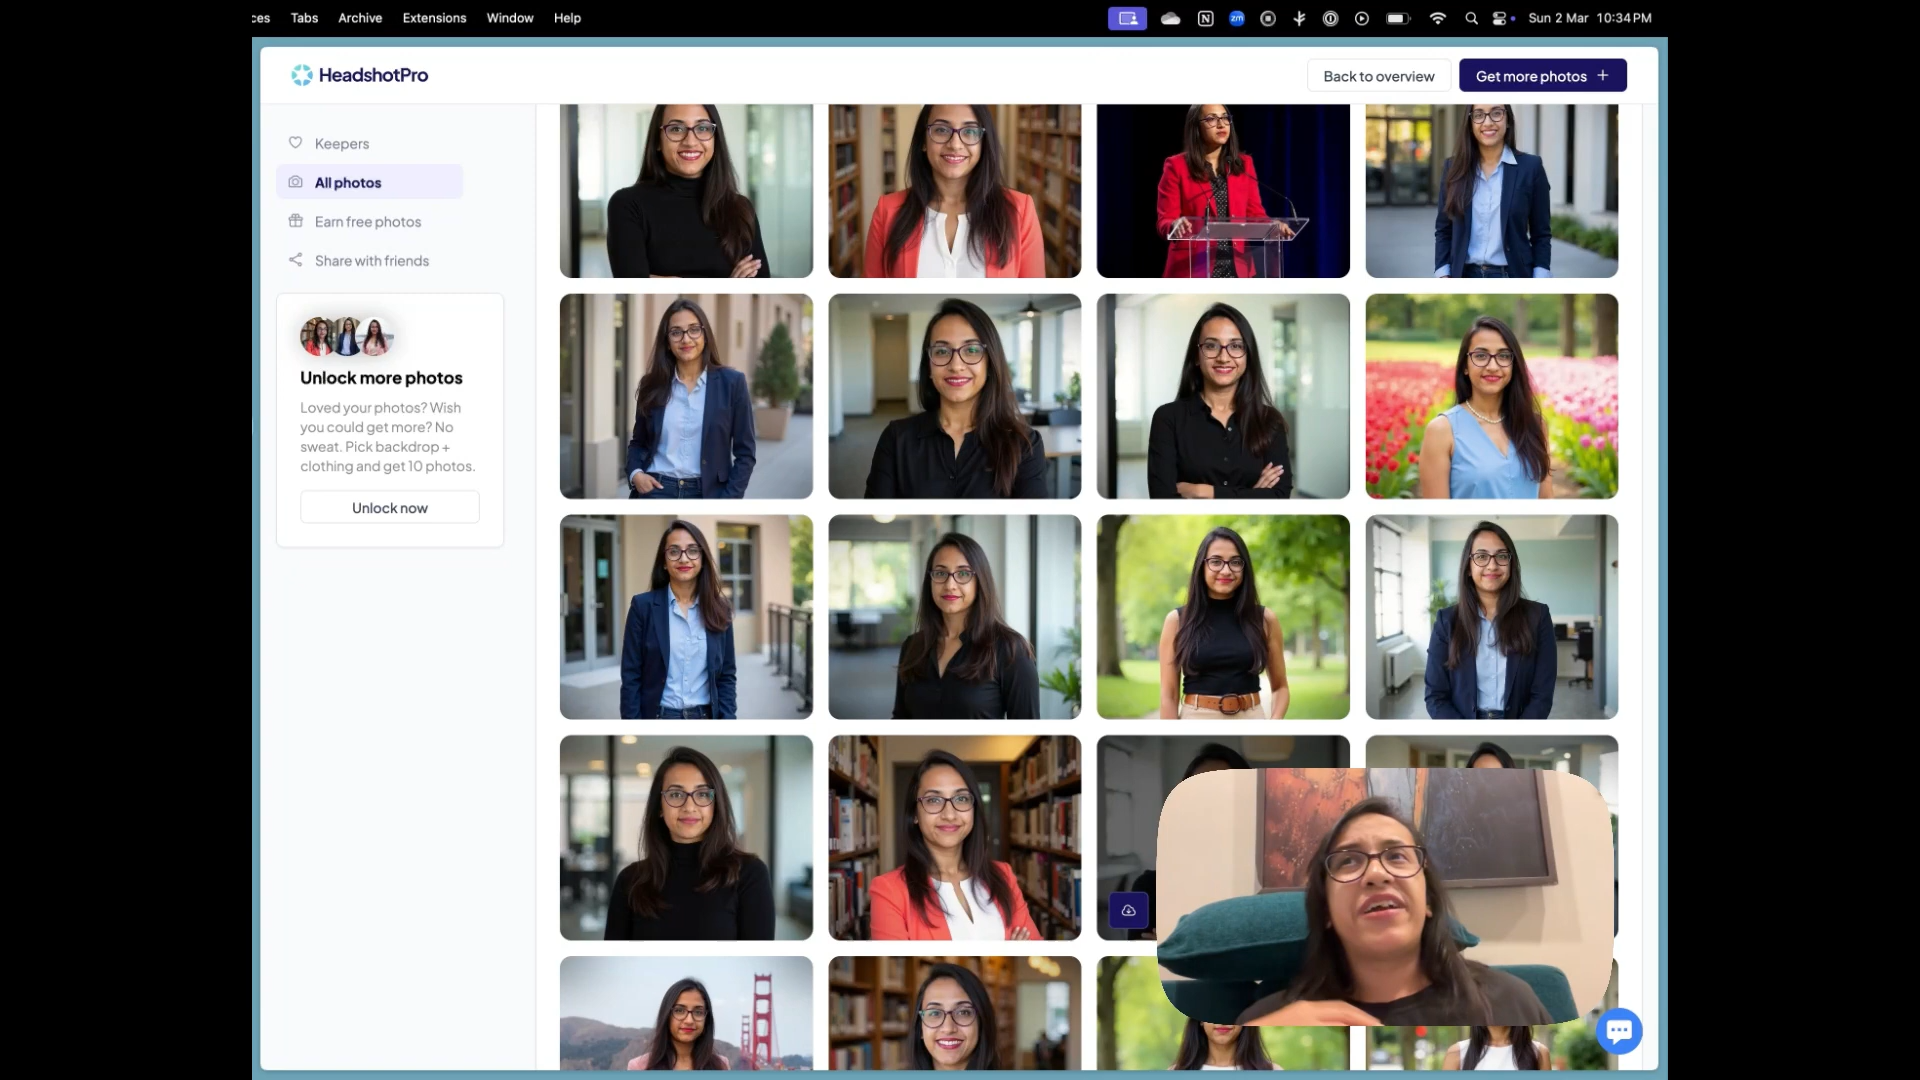 ces Tabs Archive Extensions Window Help
N zm Sun 2 Mar 10:34 PM
HeadshotPro
Back to overview
Get more photos +
Keepers
All photos
Earn free photos
Share with friends
Unlock more photos
Loved your photos? Wish
you could get more? No
sweat. Pick backdrop +
clothing and get 10 photos.
Unlock now